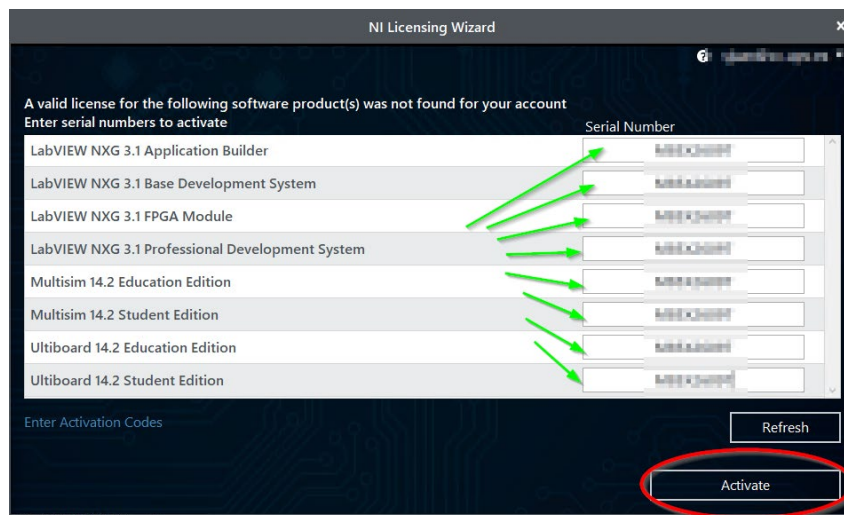 NI Licensing Wizard
A valid license for the following software product(s) was not found for your account
Enter serial numbers to activate
Serial Number
LabVIEW NXG 3.1 Application Builder
LabVIEW NXG 3.1 Base Development System
LabVIEW NXG 3.1 FPGA Module
LabVIEW NXG 3.1 Professional Development System
Multisim 14.2 Education Edition
Multisim 14.2 Student Edition
Ultiboard 14.2 Education Edition
Ultiboard 14.2 Student Edition
Enter Activation Codes
Refresh
Activate